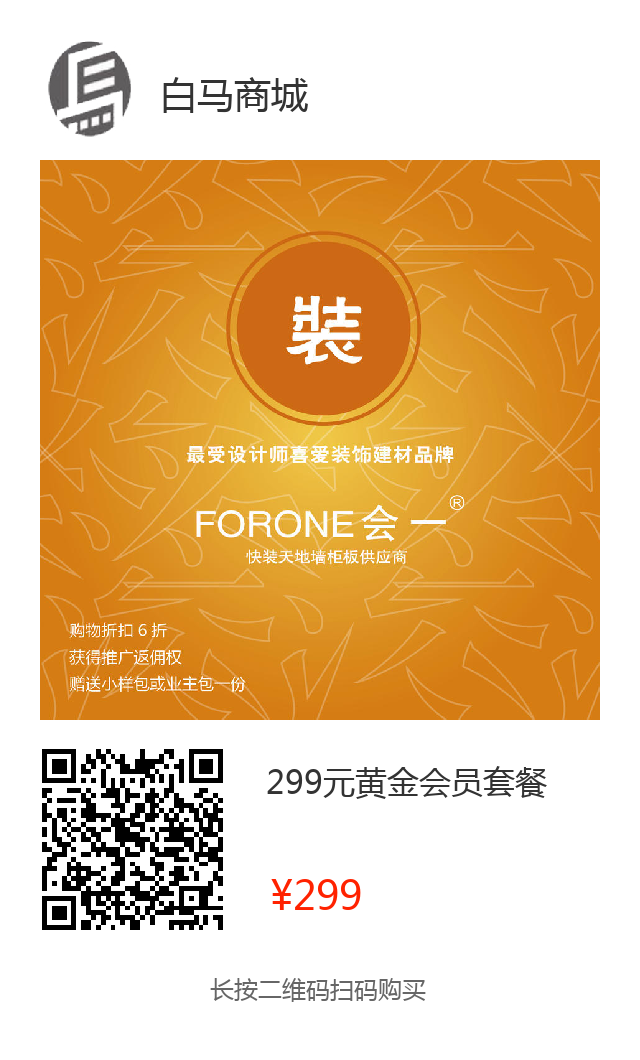 白马商城
裝
最受设计师喜爱装饰建材品牌
FORONE 会一®
快装天地墙柜板供应商
购物折扣 6 折
获得推广返佣权
赠送小样包或业主包一份
299元黄金会员套餐
¥299
长按二维码扫码购买